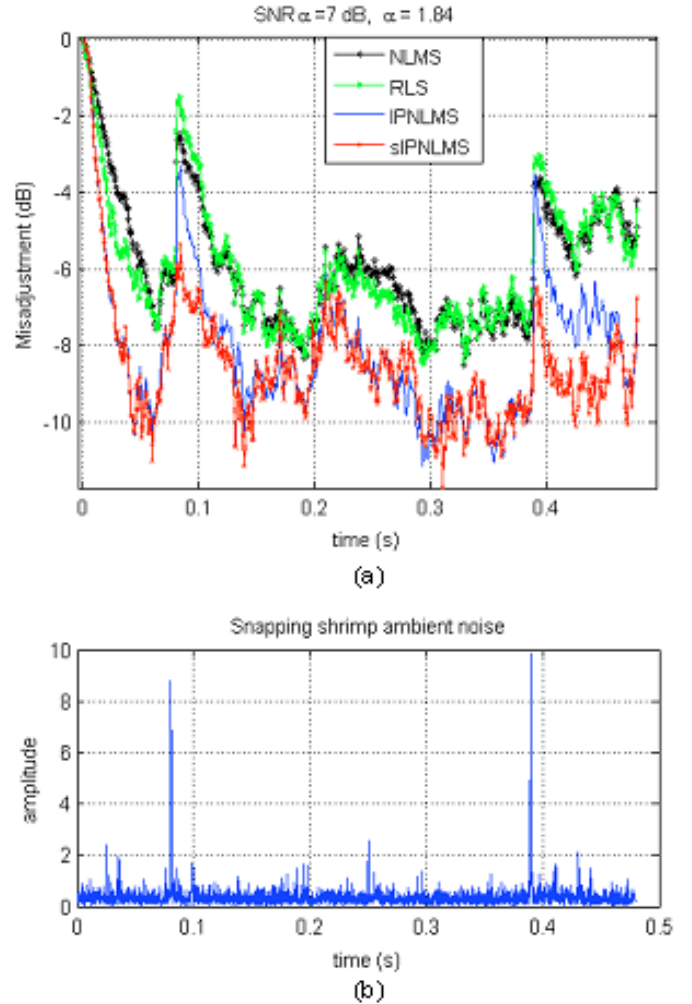 SNR α =7 dB, α = 1.84
0
-2
-4
-6
-8
-10
Misadjustment (dB)
NLMS
RLS
IPNLMS
sIPNLMS
0 0.1 0.2 0.3 0.4
time (s)
(a)
Snapping shrimp ambient noise
10
8
6
4
2
0
amplitude
0 0.1 0.2 0.3 0.4 0.5
time (s)
(b)